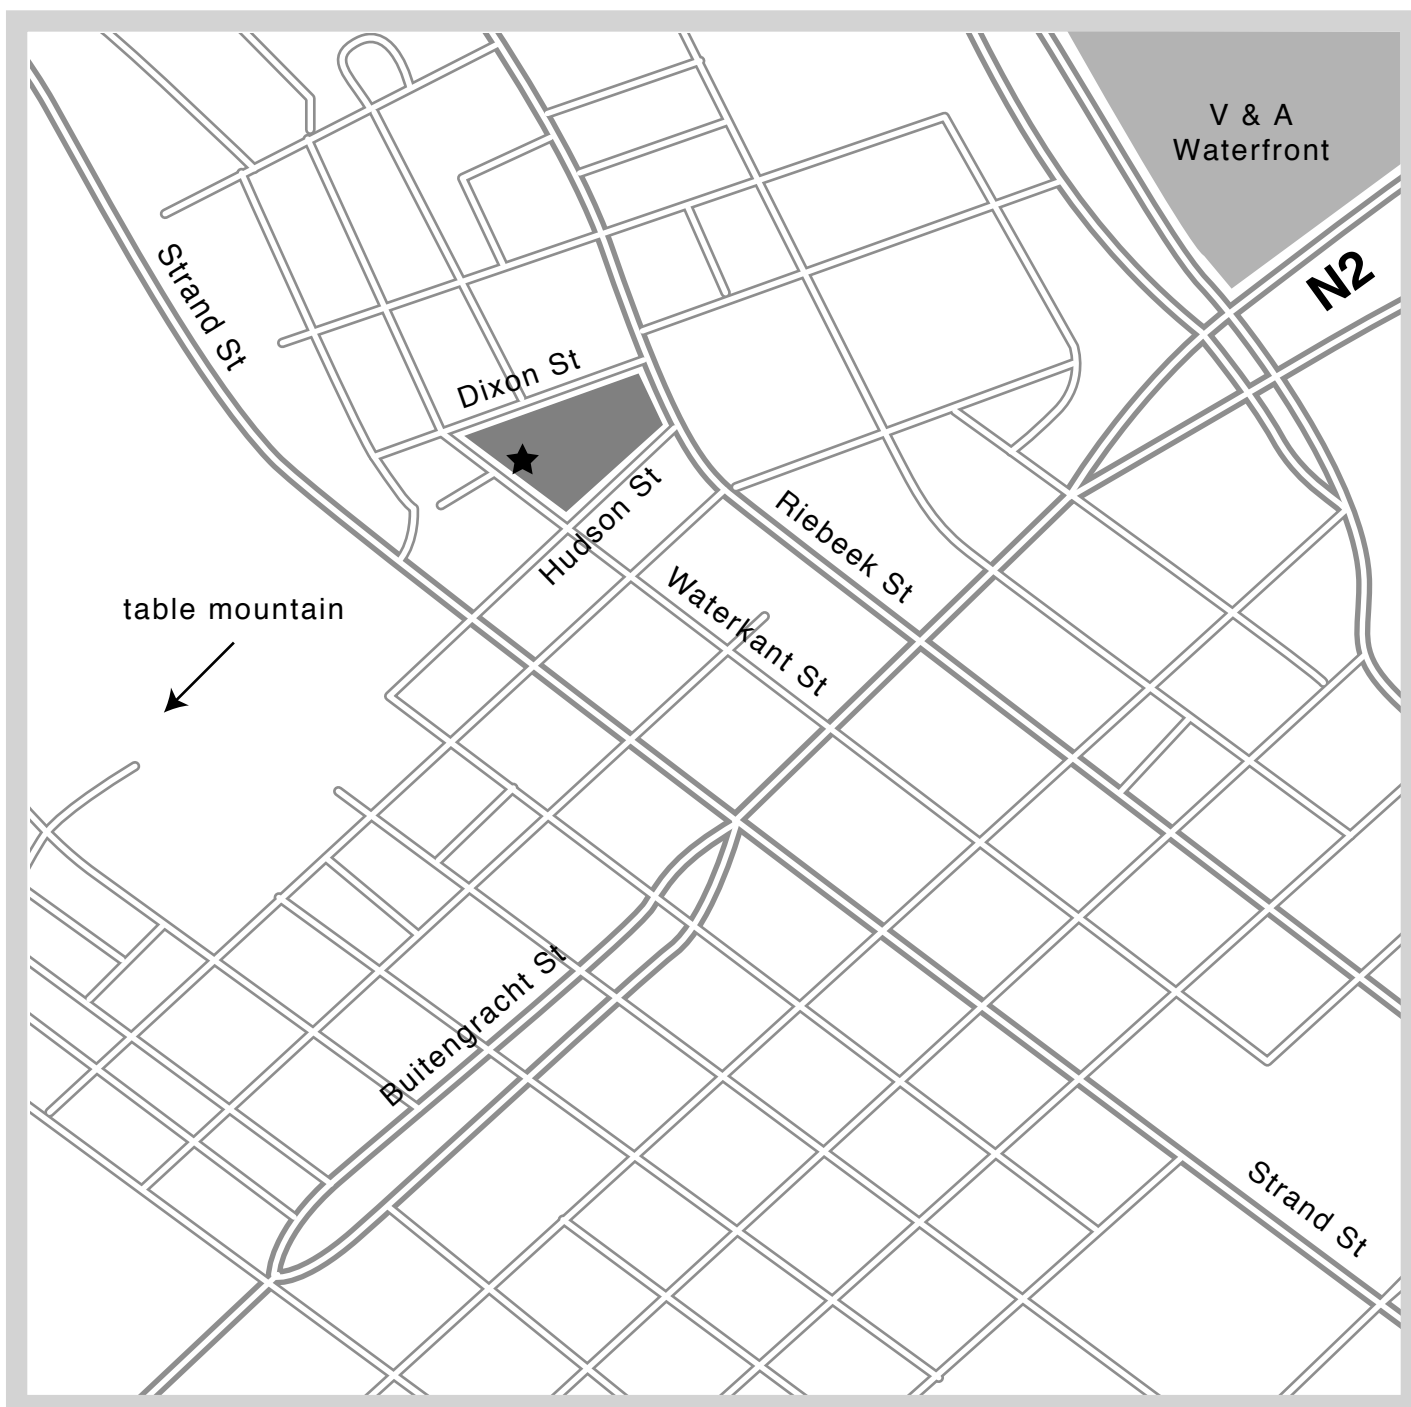 V & A
Waterfront
N2
Strand St
Dixon St
Hudson St
Riebeek St
Waterkant St
table mountain
Buitengracht St
Strand St